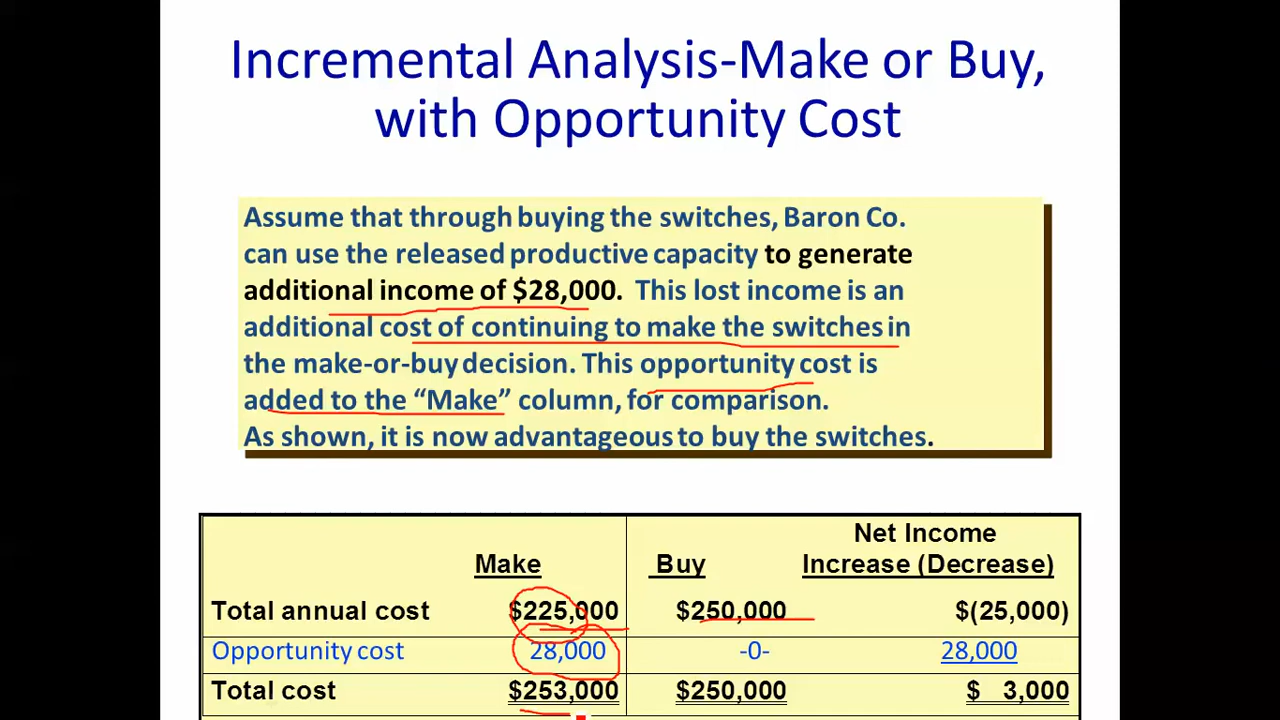 Incremental Analysis-Make or Buy,
with Opportunity Cost
Assume that through buying the switches, Baron Co.
can use the released productive capacity to generate
additional income of $28,000. This lost income is an
additional cost of continuing to make the switches in
the make-or-buy decision. This opportunity cost is
added to the “Make” column, for comparison.
As shown, it is now advantageous to buy the switches.
Net Income
Make Buy Increase (Decrease)
Total annual cost $225,000 $250,000 $(25,000)
Opportunity cost 28,000 -0- 28,000
Total cost $253,000 $250,000 $ 3,000